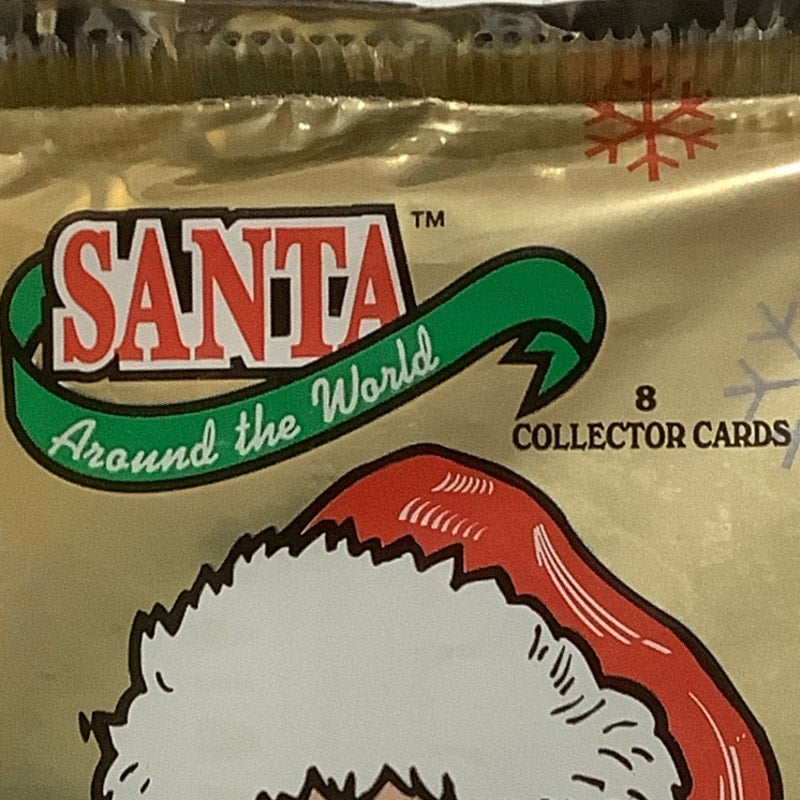 SANTA™
Around the World
8
COLLECTOR CARDS